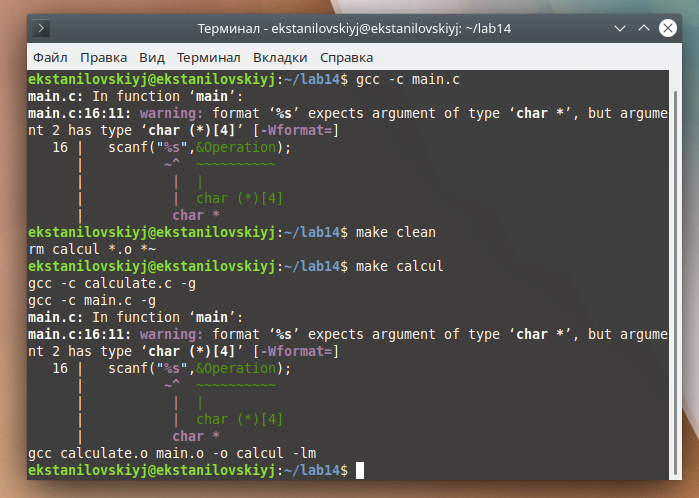 Терминал - ekstanilovskiyj@ekstanilovskiyj: ~/lab14
Файл Правка Вид Терминал Вкладки Справка
ekstanilovskiyj@ekstanilovskiyj:~/lab14$ gcc -c main.c
main.c: In function ‘main’:
main.c:16:11: warning: format ‘%s’ expects argument of type ‘char *’, but argume
nt 2 has type ‘char (*)[4]’ [-Wformat=]
   16 |   scanf("%s",&Operation);
      |          ~^  ~~~~~~~~~~
      |           |  |
      |           |  char (*)[4]
      |           char *
ekstanilovskiyj@ekstanilovskiyj:~/lab14$ make clean
rm calcul *.o *~
ekstanilovskiyj@ekstanilovskiyj:~/lab14$ make calcul
gcc -c calculate.c -g
gcc -c main.c -g
main.c: In function ‘main’:
main.c:16:11: warning: format ‘%s’ expects argument of type ‘char *’, but argume
nt 2 has type ‘char (*)[4]’ [-Wformat=]
   16 |   scanf("%s",&Operation);
      |          ~^  ~~~~~~~~~~
      |           |  |
      |           |  char (*)[4]
      |           char *
gcc calculate.o main.o -o calcul -lm
ekstanilovskiyj@ekstanilovskiyj:~/lab14$